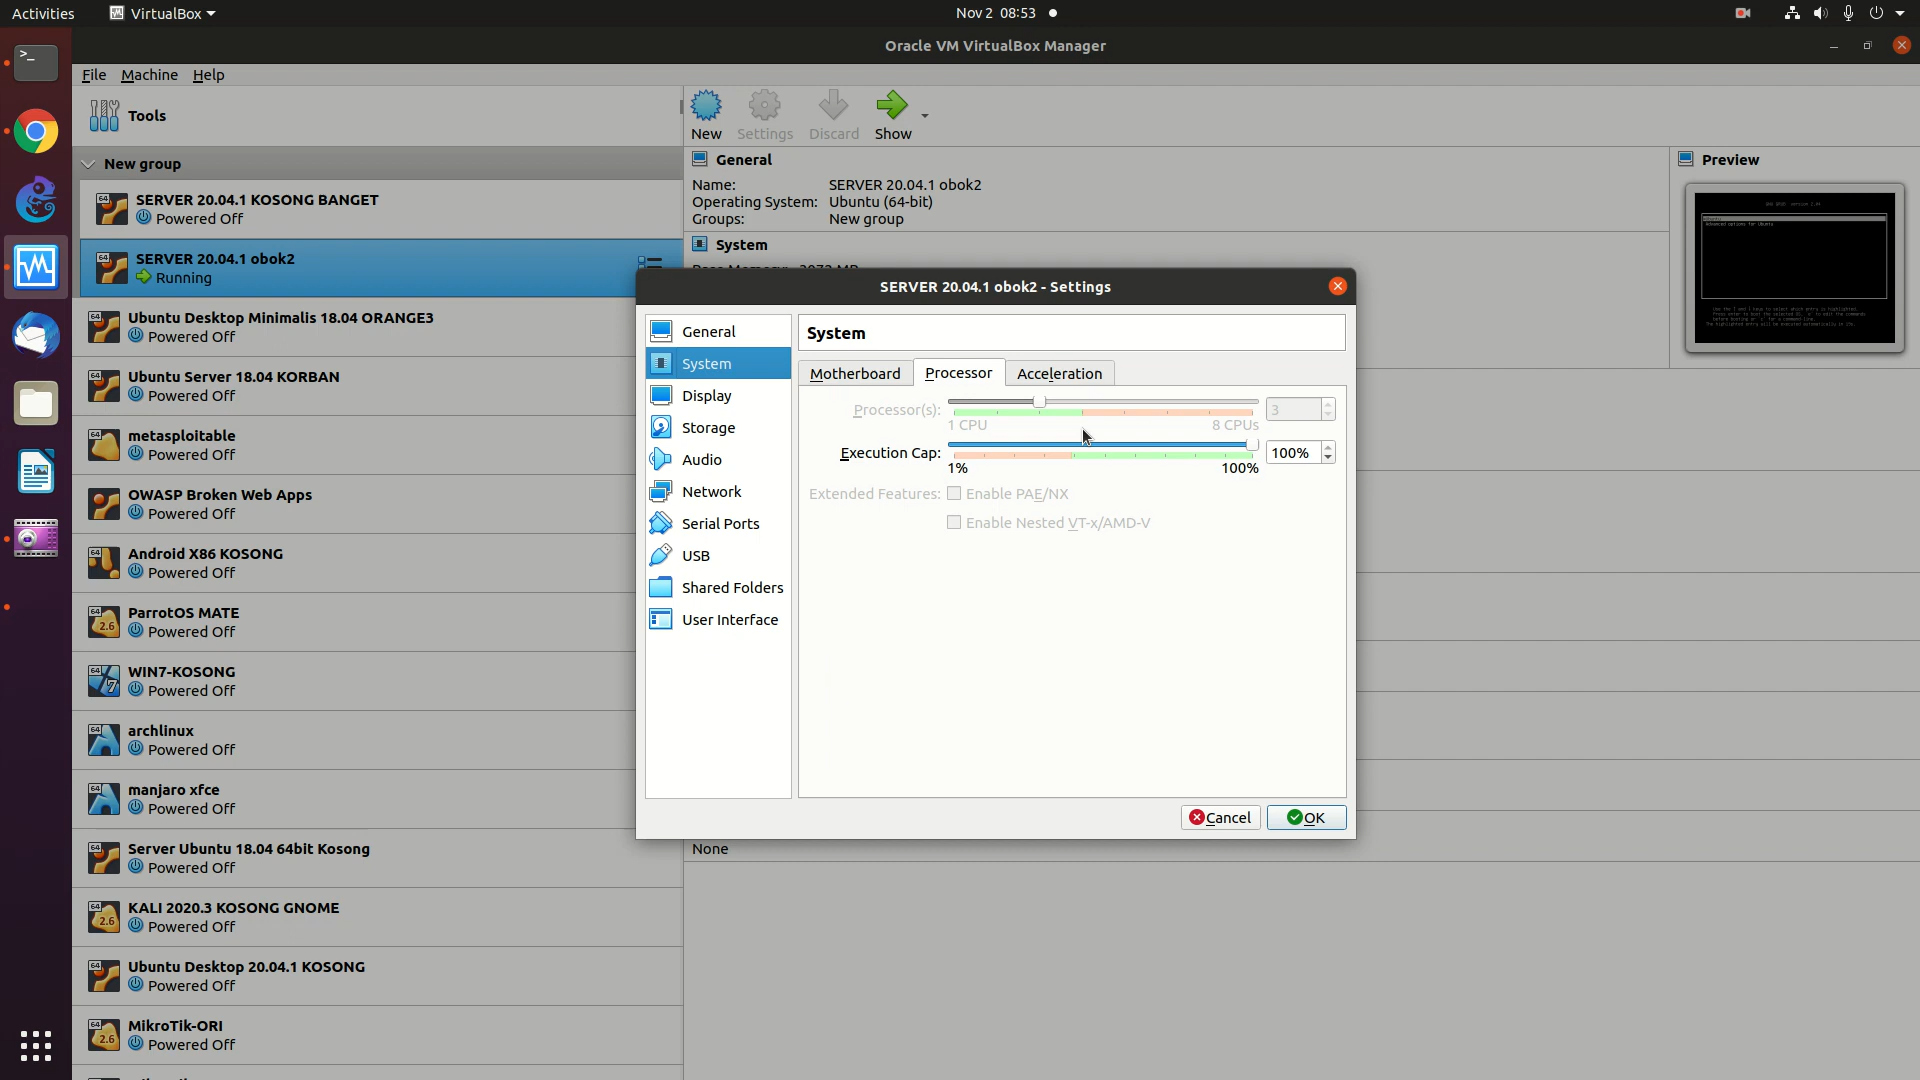 Activities
VirtualBox
Nov 2 08:53
Oracle VM VirtualBox Manager
File Machine Help
Tools
New Settings Discard Show
New group
SERVER 20.04.1 KOSONG BANGET
Powered Off
SERVER 20.04.1 obok2
Running
Ubuntu Desktop Minimalis 18.04 ORANGE3
Powered Off
Ubuntu Server 18.04 KORBAN
Powered Off
metasploitable
Powered Off
OWASP Broken Web Apps
Powered Off
Android X86 KOSONG
Powered Off
ParrotOS MATE
Powered Off
WIN7-KOSONG
Powered Off
archlinux
Powered Off
manjaro xfce
Powered Off
Server Ubuntu 18.04 64bit Kosong
Powered Off
KALI 2020.3 KOSONG GNOME
Powered Off
Ubuntu Desktop 20.04.1 KOSONG
Powered Off
MikroTik-ORI
Powered Off
General
Name: SERVER 20.04.1 obok2
Operating System: Ubuntu (64-bit)
Groups: New group
System
Preview
SERVER 20.04.1 obok2 - Settings
General
System
Display
Storage
Audio
Network
Serial Ports
USB
Shared Folders
User Interface
System
Motherboard Processor Acceleration
Processor(s): 3
1 CPU 8 CPUs
Execution Cap: 100%
1% 100%
Extended Features: Enable PAE/NX
Enable Nested VT-x/AMD-V
Cancel OK
None